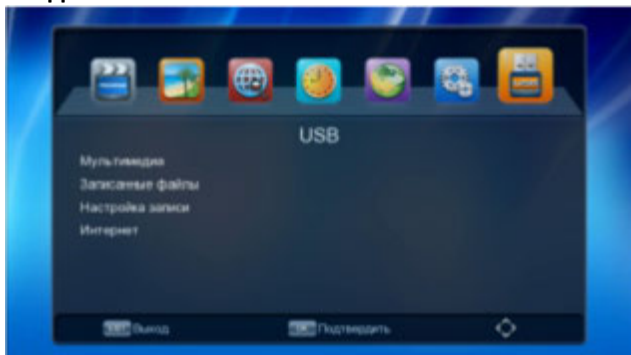 USB
Мультимедиа
Записанные файлы
Настройка записи
Интернет
Выход
Подтвердить